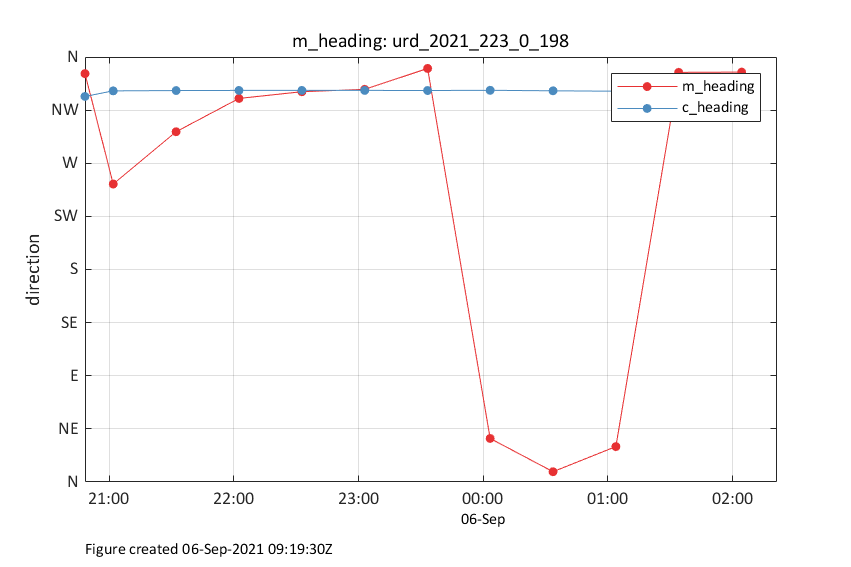 m_heading: urd_2021_223_0_198
N
NW
W
SW
S
SE
E
NE
N
direction
m_heading
c_heading
21:00 22:00 23:00 00:00 01:00 02:00
06-Sep
Figure created 06-Sep-2021 09:19:30Z